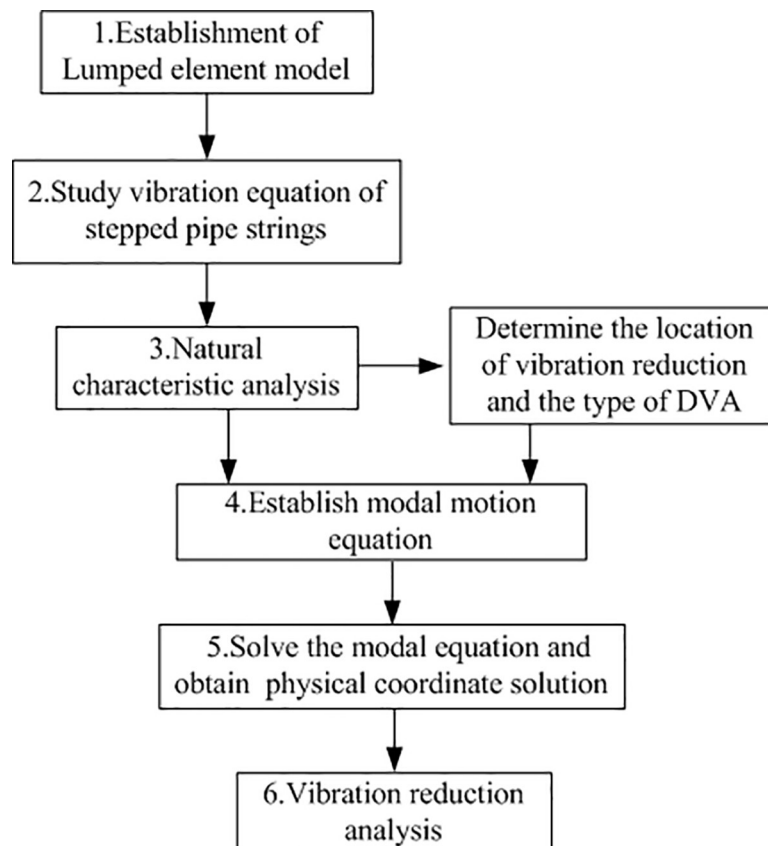 1.Establishment of
Lumped element model
2.Study vibration equation of
stepped pipe strings
3.Natural
characteristic analysis
Determine the location
of vibration reduction
and the type of DVA
4.Establish modal motion
equation
5.Solve the modal equation and
obtain physical coordinate solution
6.Vibration reduction
analysis